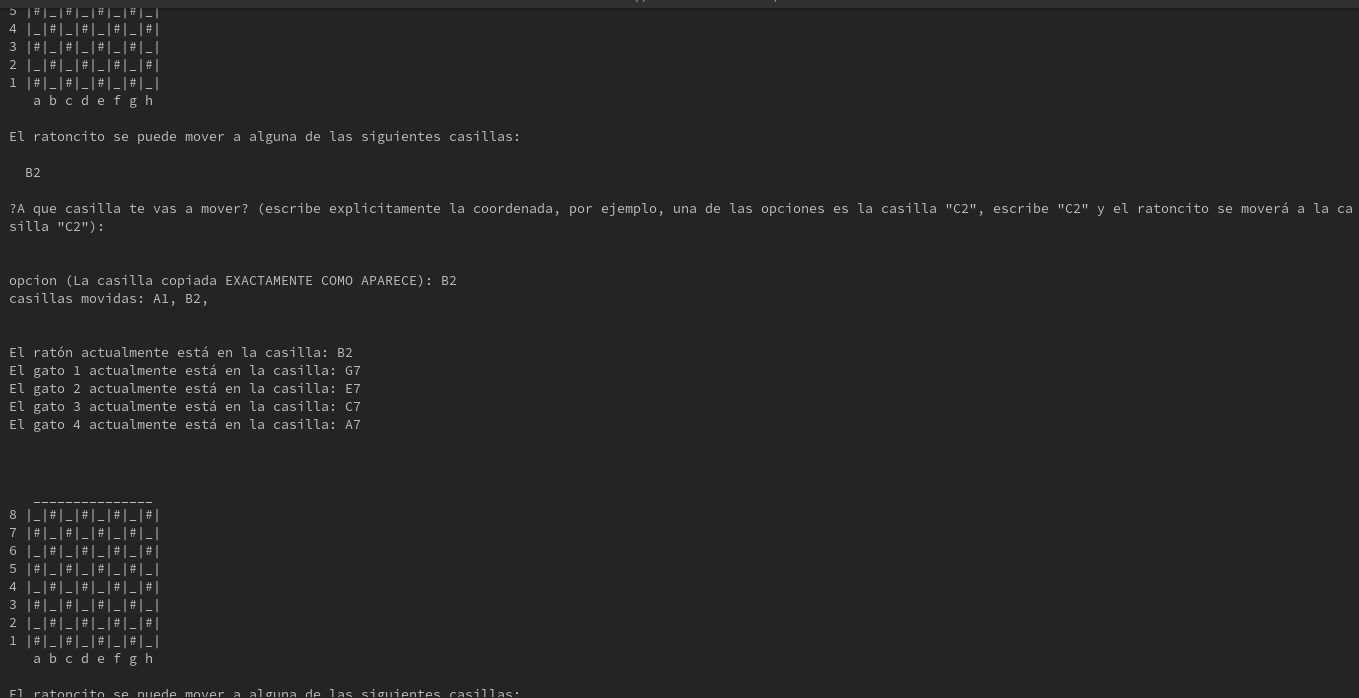 5 |#|_|#|_|#|_|#|_|
4 |_|#|_|#|_|#|_|#|
3 |#|_|#|_|#|_|#|_|
2 |_|#|_|#|_|#|_|#|
1 |#|_|#|_|#|_|#|_|
   a b c d e f g h
El ratoncito se puede mover a alguna de las siguientes casillas:
  B2
?A que casilla te vas a mover? (escribe explicitamente la coordenada, por ejemplo, una de las opciones es la casilla "C2", escribe "C2" y el ratoncito se moverá a la ca
silla "C2"):
opcion (La casilla copiada EXACTAMENTE COMO APARECE): B2
casillas movidas: A1, B2,
El ratón actualmente está en la casilla: B2
El gato 1 actualmente está en la casilla: G7
El gato 2 actualmente está en la casilla: E7
El gato 3 actualmente está en la casilla: C7
El gato 4 actualmente está en la casilla: A7
   _______________
8 |_|#|_|#|_|#|_|#|
7 |#|_|#|_|#|_|#|_|
6 |_|#|_|#|_|#|_|#|
5 |#|_|#|_|#|_|#|_|
4 |_|#|_|#|_|#|_|#|
3 |#|_|#|_|#|_|#|_|
2 |_|#|_|#|_|#|_|#|
1 |#|_|#|_|#|_|#|_|
   a b c d e f g h
El ratoncito se puede mover a alguna de las siguientes casillas: